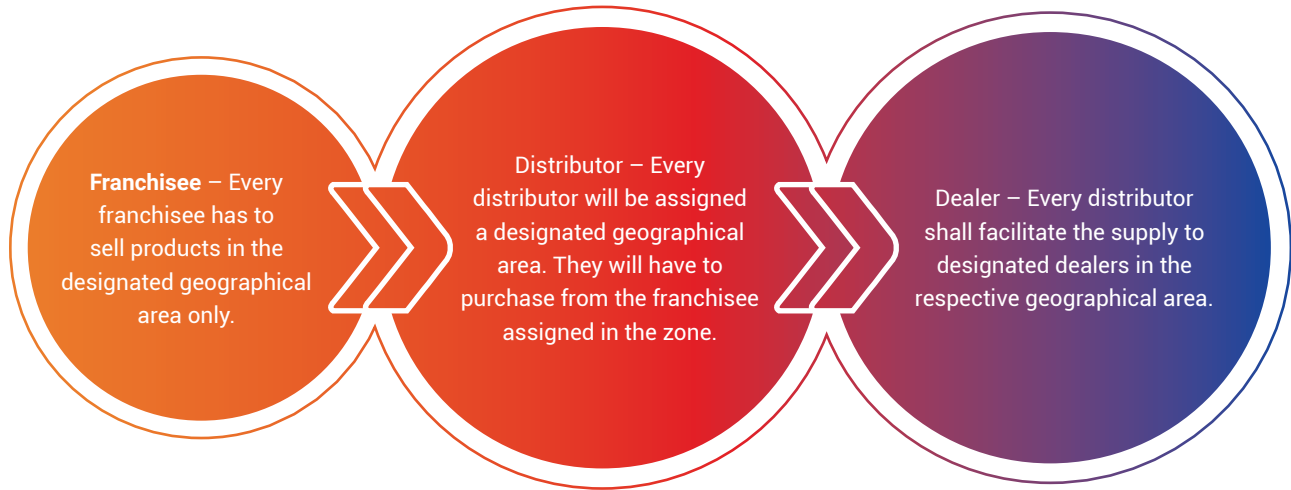 Franchisee – Every
franchisee has to
sell products in the
designated geographical
area only.
Distributor – Every
distributor will be assigned
a designated geographical
area. They will have to
purchase from the franchisee
assigned in the zone.
Dealer – Every distributor
shall facilitate the supply to
designated dealers in the
respective geographical area.